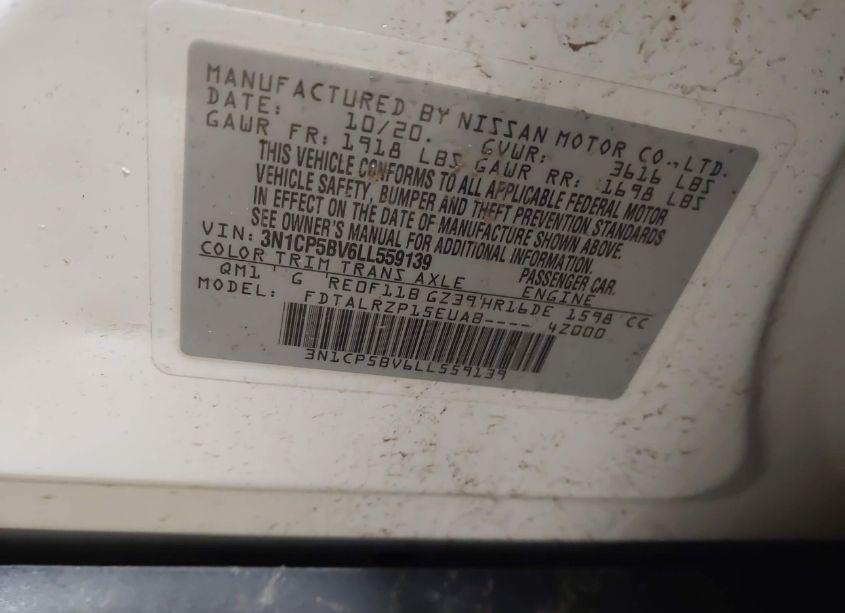 MANUFACTURED BY NISSAN MOTOR CO., LTD.
DATE: 10/20. GVWR: 3616 LBS
GAWR FR: 1918 LBS GAWR RR: 1698 LBS
THIS VEHICLE CONFORMS TO ALL APPLICABLE FEDERAL MOTOR
VEHICLE SAFETY, BUMPER AND THEFT PREVENTION STANDARDS
IN EFFECT ON THE DATE OF MANUFACTURE SHOWN ABOVE.
SEE OWNER'S MANUAL FOR ADDITIONAL INFORMATION.
VIN: 3N1CP5BV6LL559139 PASSENGER CAR.
COLOR TRIM TRANS AXLE ENGINE
QM1 G RE0F11B GZ39 HR16DE 1598 CC
MODEL: FDTALRZP15EUAB---- 4Z000
3N1CP5BV6LL559139